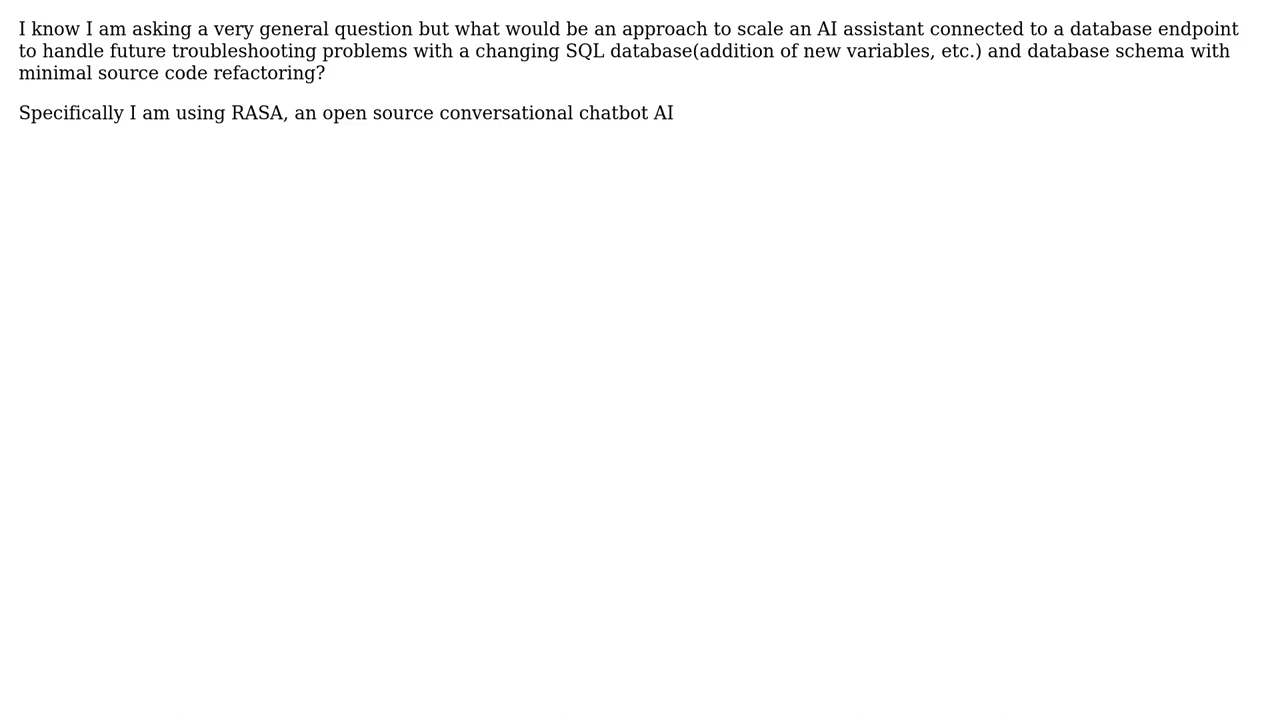 I know I am asking a very general question but what would be an approach to scale an AI assistant connected to a database endpoint
to handle future troubleshooting problems with a changing SQL database(addition of new variables, etc.) and database schema with
minimal source code refactoring?
Specifically I am using RASA, an open source conversational chatbot AI